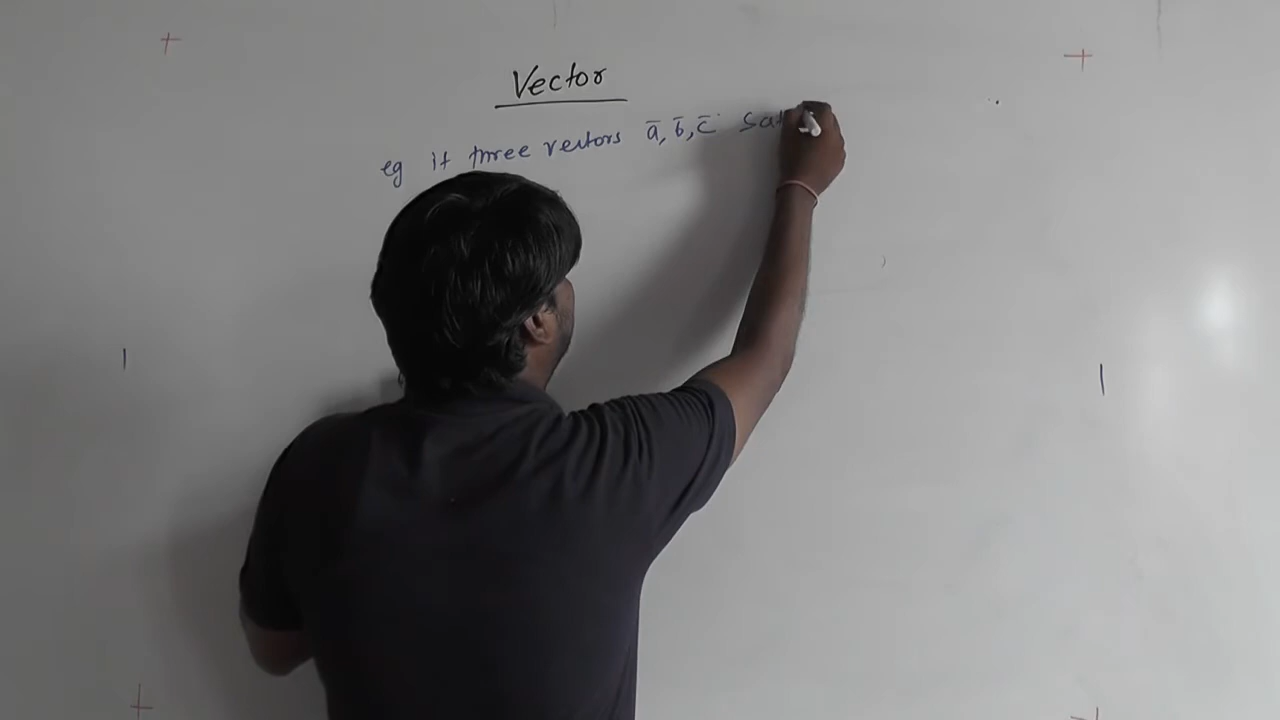 Vector
eg if three vectors a̅, b̅, c̅ Sat